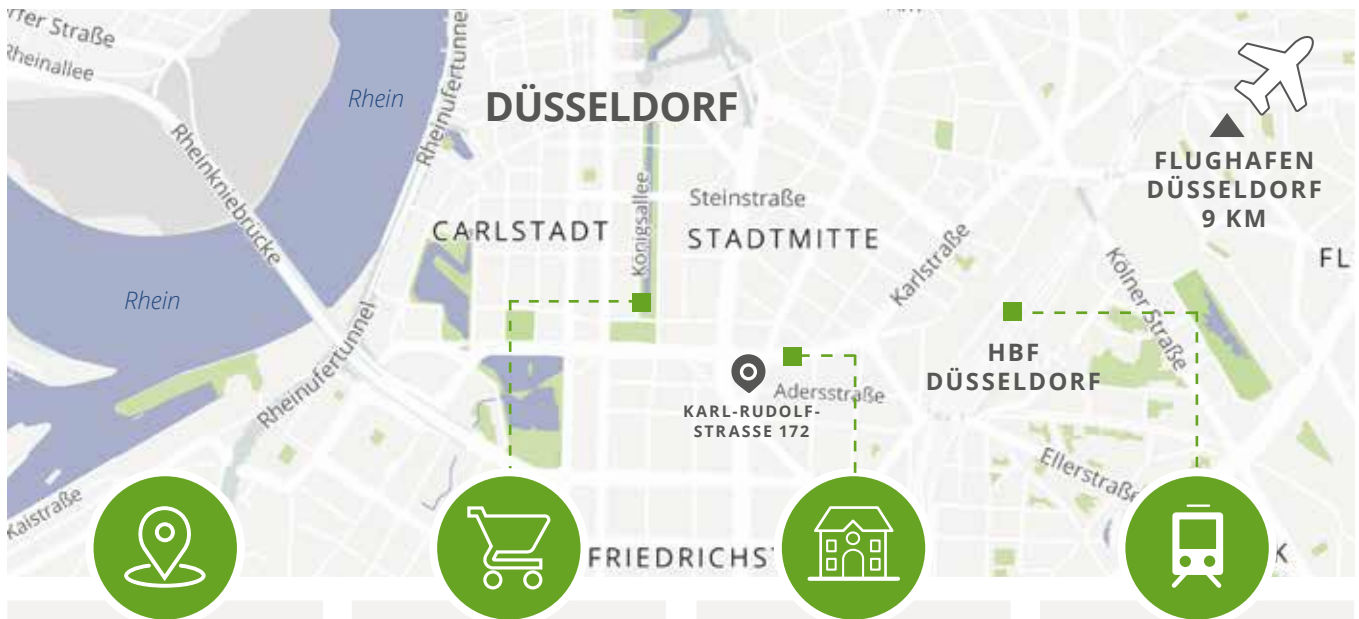 rfer Straße
Rheinallee
Rhein
Rheinufertunnel
DÜSSELDORF
FLUGHAFEN
DÜSSELDORF
9 KM
Rheinkniebrücke
Königsallee
Steinstraße
CARLSTADT
STADTMITTE
Karlstraße
Kölner Straße
FL
Rhein
Rheinufertunnel
HBF
DÜSSELDORF
Adersstraße
KARL-RUDOLF-
STRASSE 172
Ellerstraße
Kaistraße
FRIEDRICHS
K